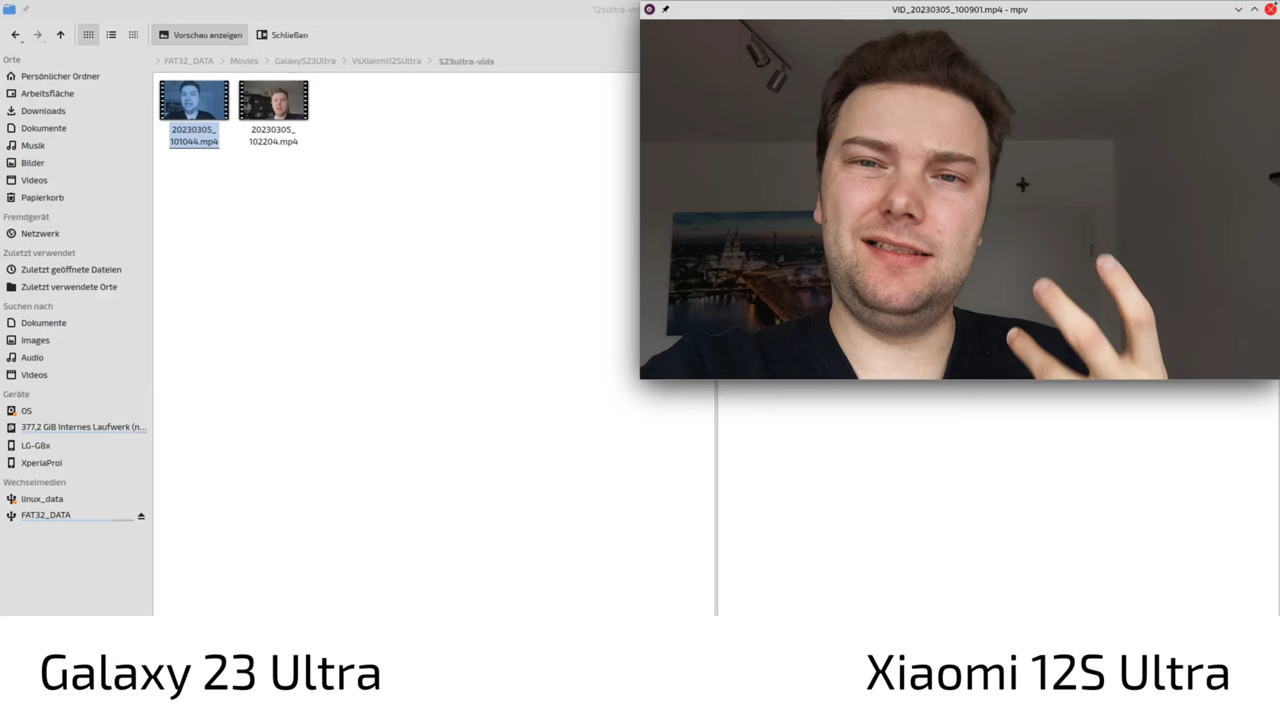 12sultra-vid
VID_20230305_100901.mp4 - mpv
Vorschau anzeigen
Schließen
Orte
FAT32_DATA
Movies
GalaxyS23Ultra
VsXiaomi12SUltra
S23ultra-vids
Persönlicher Ordner
Arbeitsfläche
Downloads
Dokumente
Musik
Bilder
Videos
Papierkorb
Fremdgerät
Netzwerk
Zuletzt verwendet
Zuletzt geöffnete Dateien
Zuletzt verwendete Orte
Suchen nach
Dokumente
Images
Audio
Videos
Geräte
OS
377,2 GiB Internes Laufwerk (n...
LG-G8x
XperiaProi
Wechselmedien
linux_data
FAT32_DATA
20230305_
101044.mp4
20230305_
102204.mp4
Galaxy 23 Ultra
Xiaomi 12S Ultra